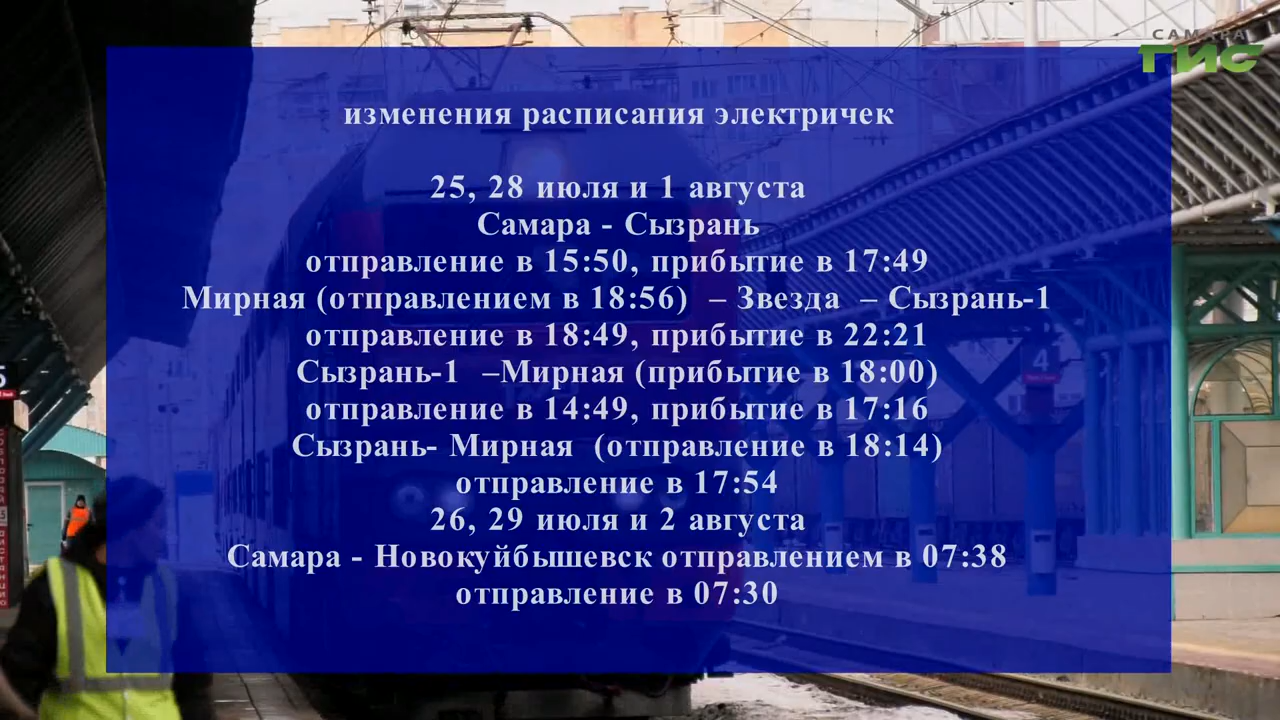 САМАРА
ГИС
изменения расписания электричек
25, 28 июля и 1 августа
Самара - Сызрань
отправление в 15:50, прибытие в 17:49
Мирная (отправлением в 18:56) – Звезда – Сызрань-1
отправление в 18:49, прибытие в 22:21
Сызрань-1 –Мирная (прибытие в 18:00)
отправление в 14:49, прибытие в 17:16
Сызрань- Мирная (отправление в 18:14)
отправление в 17:54
26, 29 июля и 2 августа
Самара - Новокуйбышевск отправлением в 07:38
отправление в 07:30
4
5